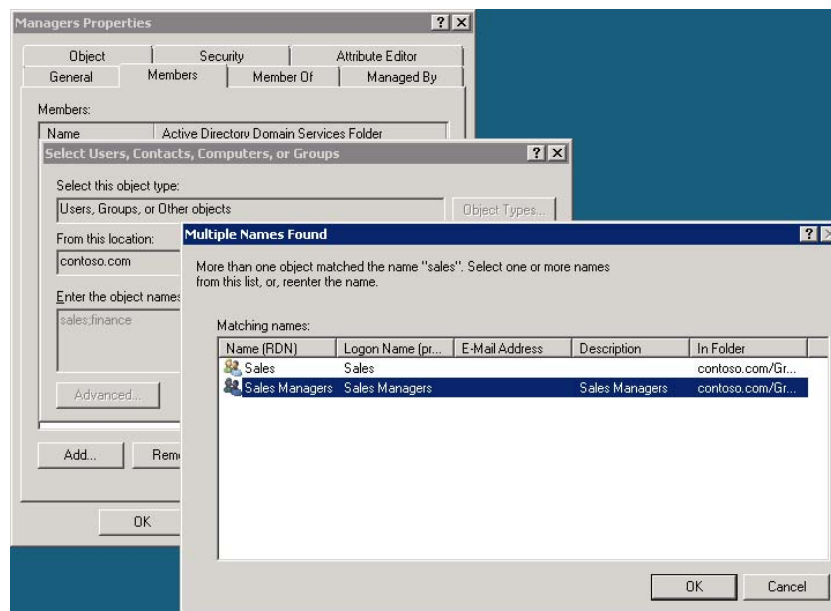 Managers Properties
Object Security Attribute Editor
General Members Member Of Managed By
Members:
Name Active Directory Domain Services Folder
Select Users, Contacts, Computers, or Groups
Select this object type:
Users, Groups, or Other objects Object Types...
From this location:
contoso.com
Enter the object names
sales;finance
Advanced...
Add... Rem
OK
Multiple Names Found
More than one object matched the name "sales". Select one or more names
from this list, or, reenter the name.
Matching names:
Name (RDN) Logon Name (pr... E-Mail Address Description In Folder
Sales Sales contoso.com/Gr...
Sales Managers Sales Managers Sales Managers contoso.com/Gr...
OK Cancel